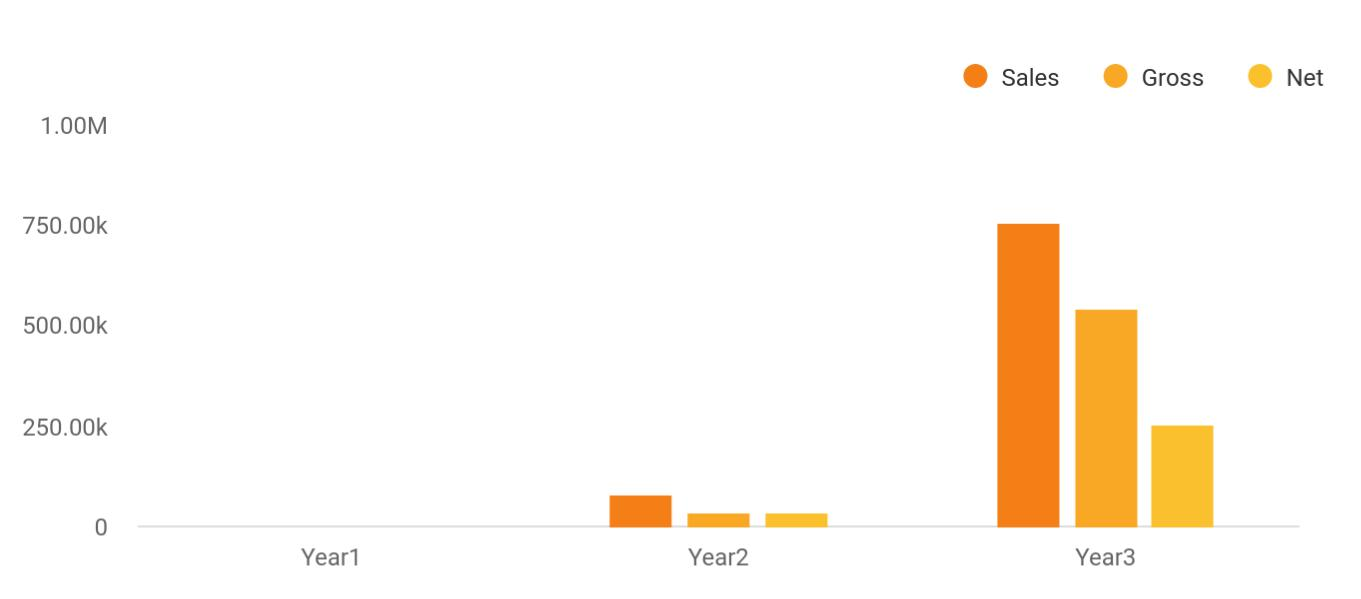 Sales Gross Net
1.00M
750.00k
500.00k
250.00k
0
Year1 Year2 Year3